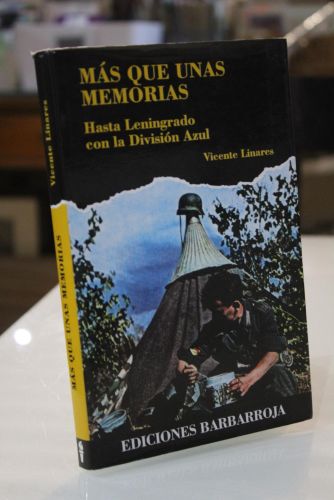 MÁS QUE UNAS
MEMORIAS
Hasta Leningrado
con la División Azul
Vicente Linares
EDICIONES BARBARROJA
Vicente Linares
MÁS QUE UNAS MEMORIAS